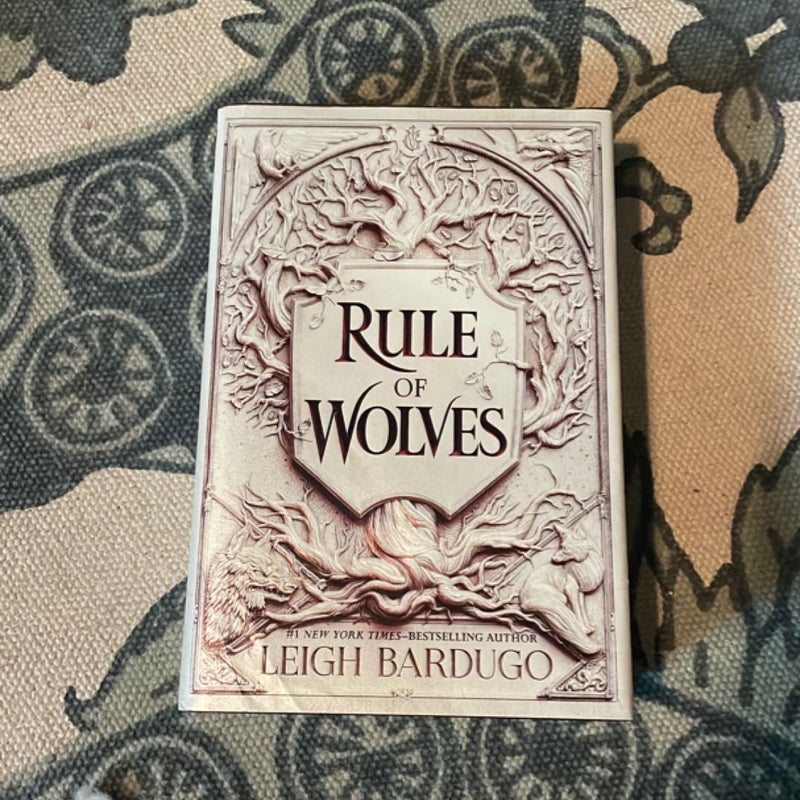 RULE
OF
WOLVES
#1 NEW YORK TIMES–BESTSELLING AUTHOR
LEIGH BARDUGO